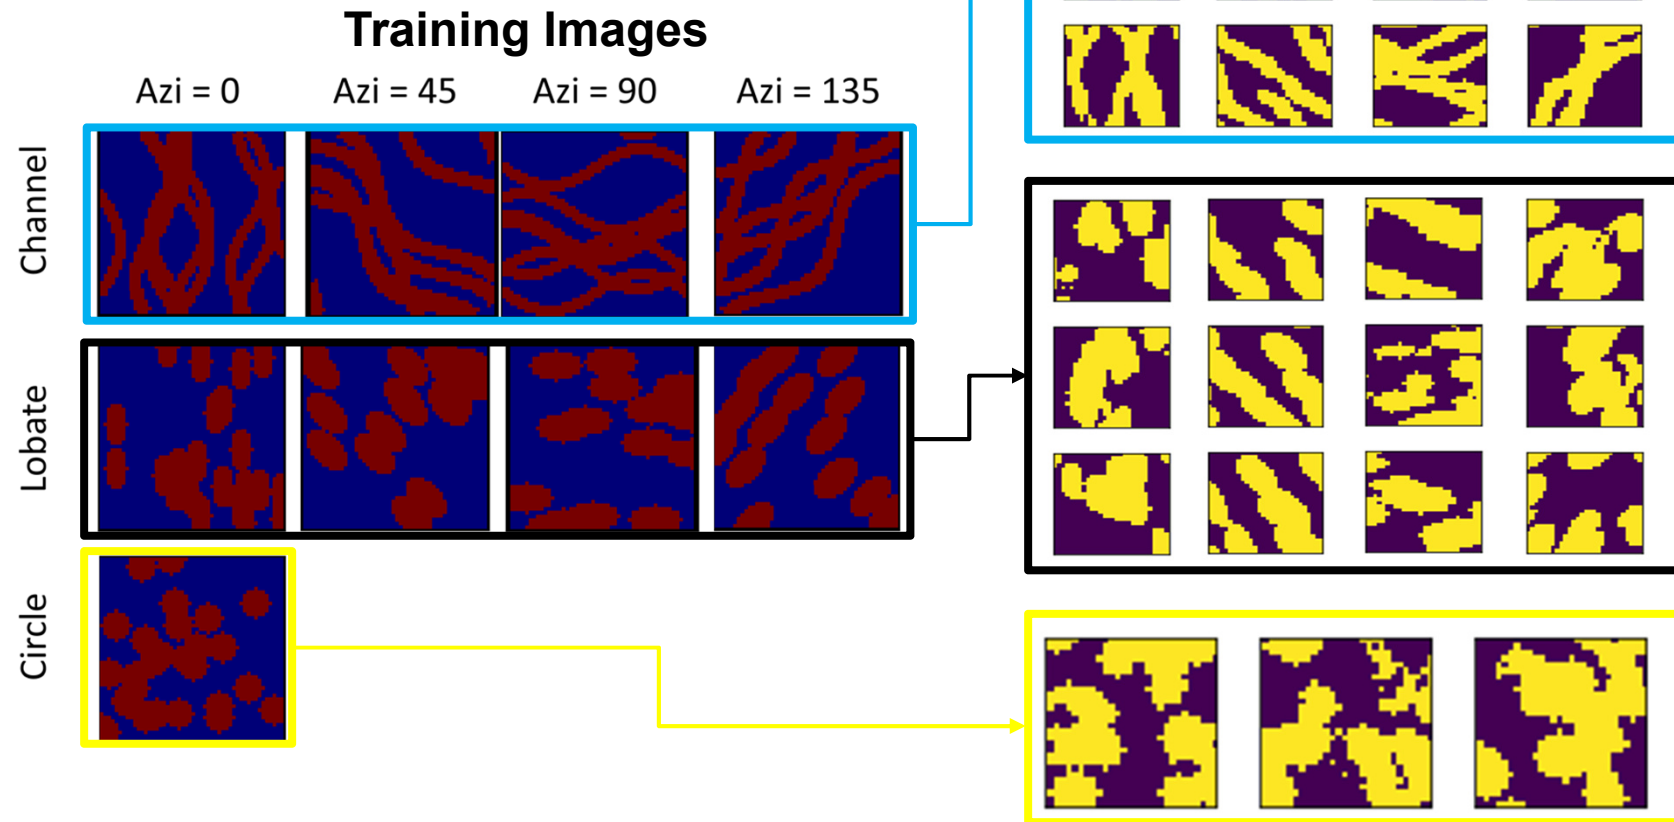 Training Images
Azi = 0
Azi = 45
Azi = 90
Azi = 135
Channel
Lobate
Circle